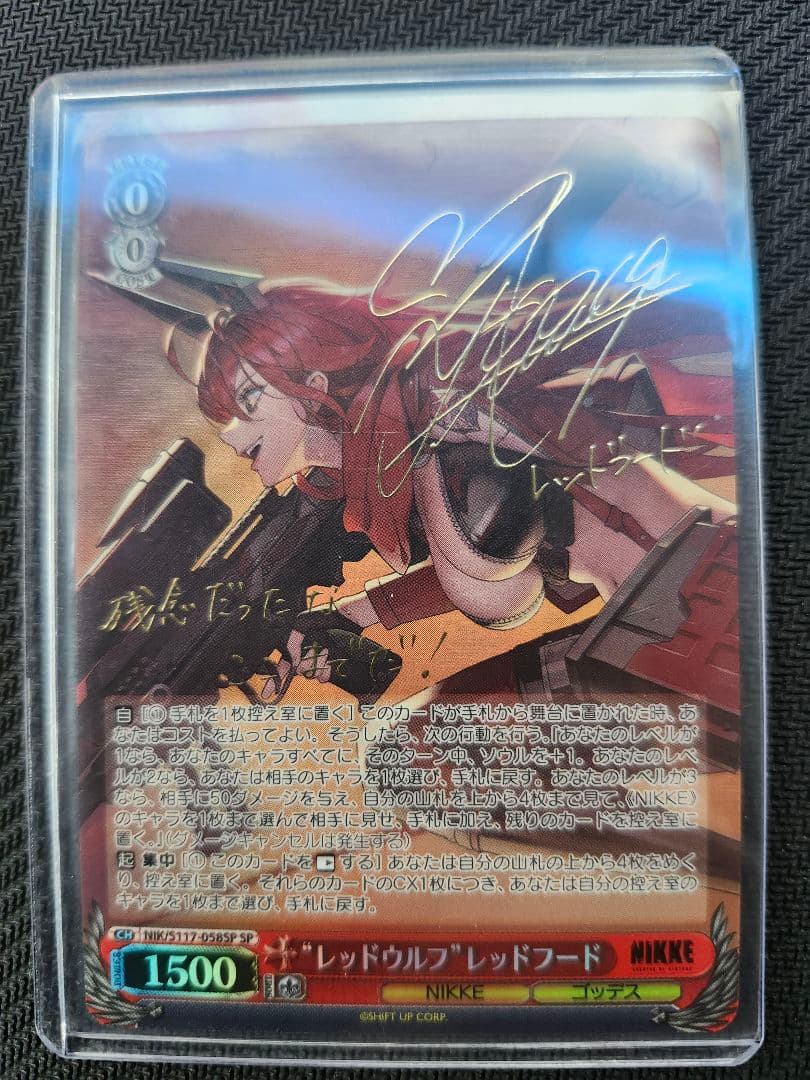 0
0
COST
レッドフード
残念だったな
ここまでだ!
自 [① 手札を1枚控え室に置く] このカードが手札から舞台に置かれた時、あ
なたはコストを払ってよい。そうしたら、次の行動を行う。「あなたのレベルが
1なら、あなたのキャラすべてに、そのターン中、ソウルを+1。あなたのレベ
ルが2なら、あなたは相手のキャラを1枚選び、手札に戻す。あなたのレベルが3
なら、相手に50ダメージを与え、自分の山札を上から4枚まで見て、《NIKKE》
のキャラを1枚まで選んで相手に見せ、手札に加え、残りのカードを控え室に
置く。」(ダメージキャンセルは発生する)
起 集中 [① このカードをする] あなたは自分の山札の上から4枚をめく
り、控え室に置く。それらのカードのCX1枚につき、あなたは自分の控え室の
キャラを1枚まで選び、手札に戻す。
CH NIK/S117-058SP SP
POWER 1500 "レッドウルフ"レッドフード NIKKE
NIKKE ゴッデス
©SHIFT UP CORP.